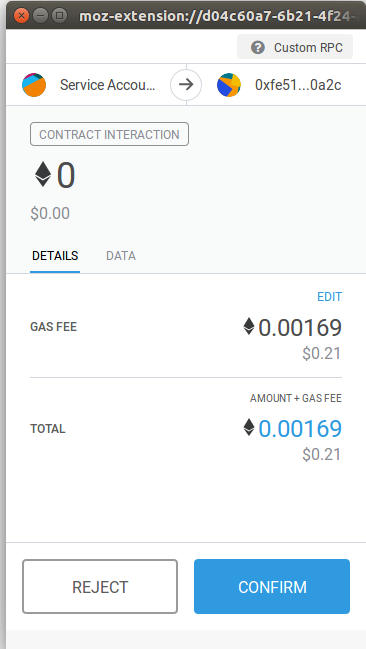 moz-extension://d04c60a7-6b21-4f24-
Custom RPC
Service Accou... 0xfe51...0a2c
CONTRACT INTERACTION
0
$0.00
DETAILS DATA
EDIT
GAS FEE 0.00169
$0.21
AMOUNT + GAS FEE
TOTAL 0.00169
$0.21
REJECT CONFIRM